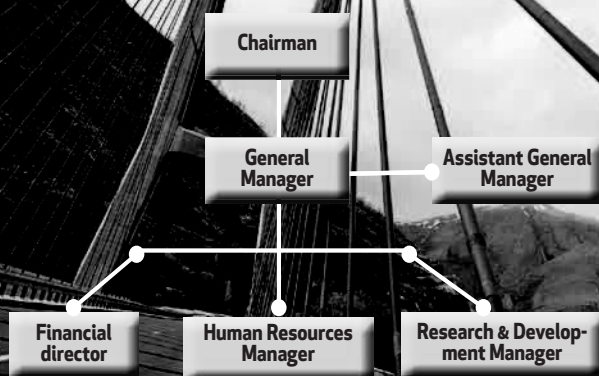 Chairman
General
Manager
Assistant General
Manager
Financial
director
Human Resources
Manager
Research & Develop-
ment Manager